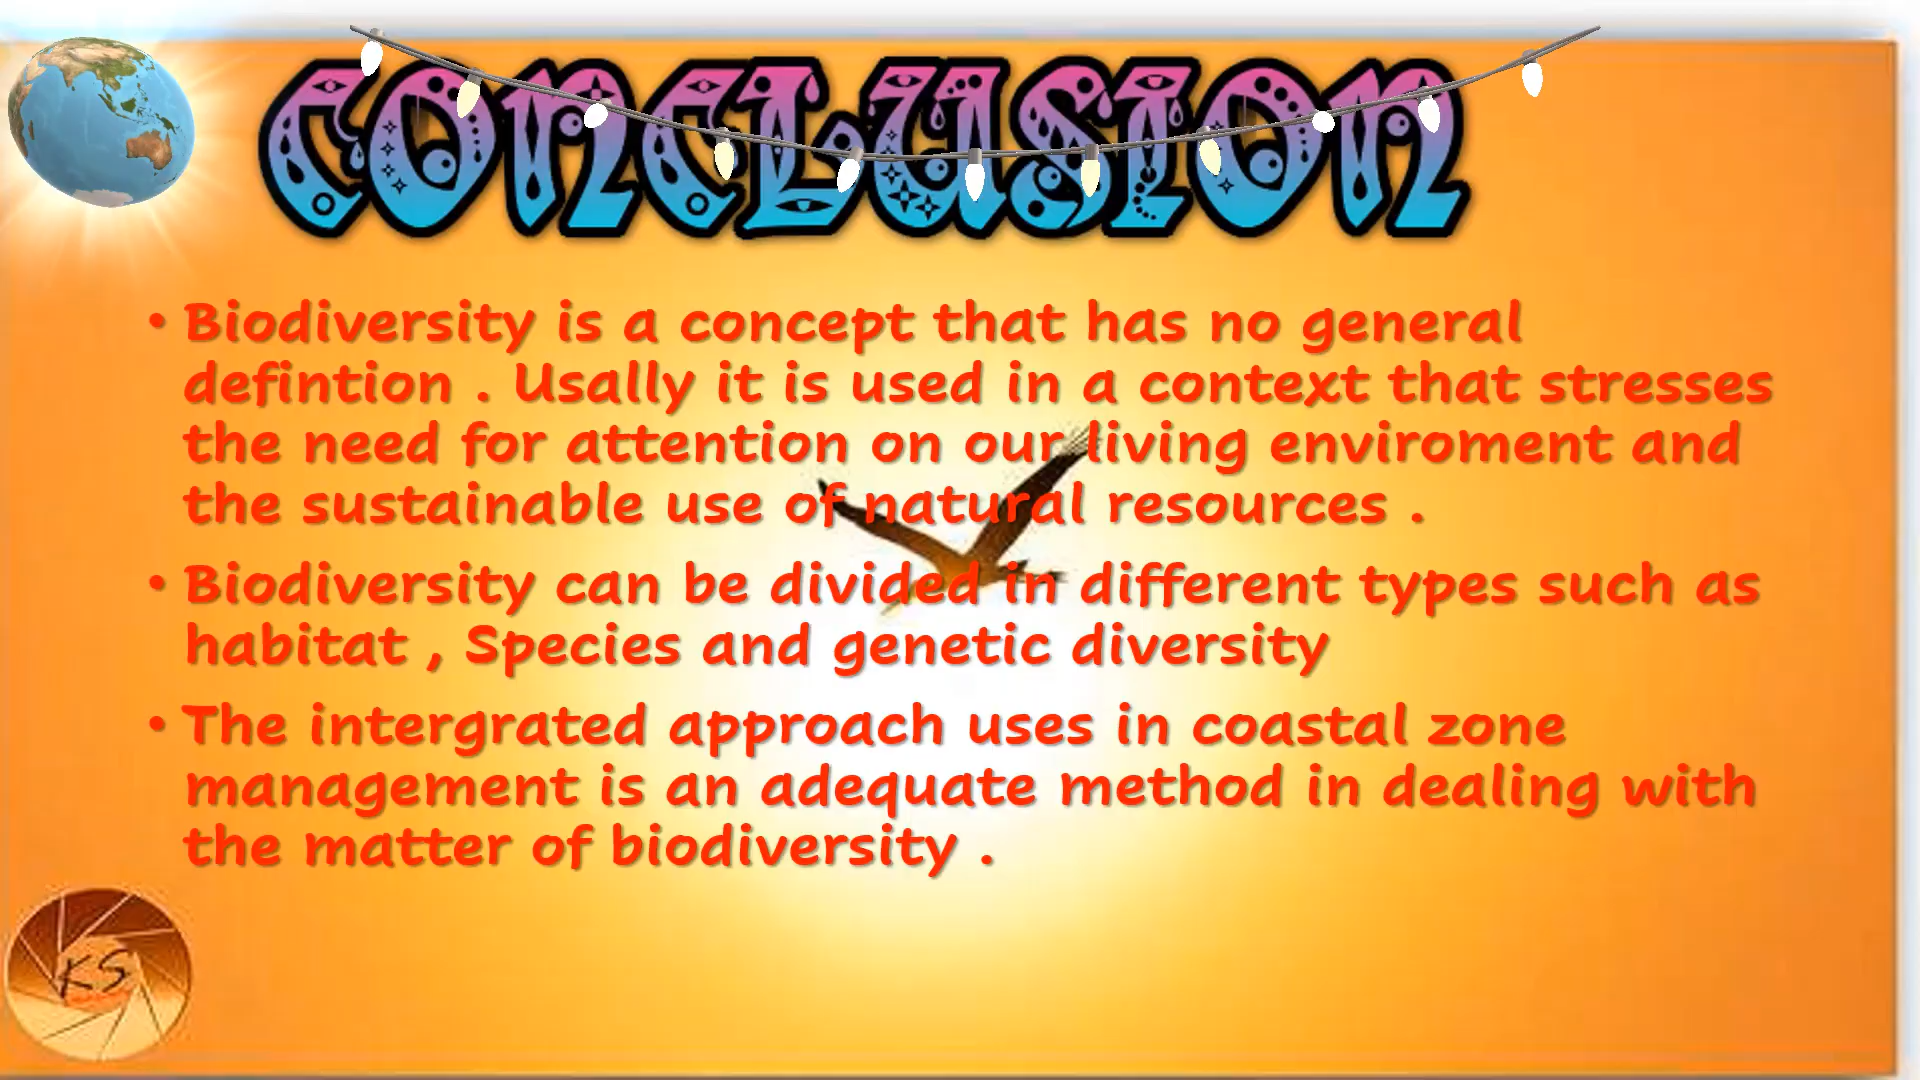 CONCLUSION
• Biodiversity is a concept that has no general
defintion . Usally it is used in a context that stresses
the need for attention on our living enviroment and
the sustainable use of natural resources .
• Biodiversity can be divided in different types such as
habitat , Species and genetic diversity
• The intergrated approach uses in coastal zone
management is an adequate method in dealing with
the matter of biodiversity .
KS